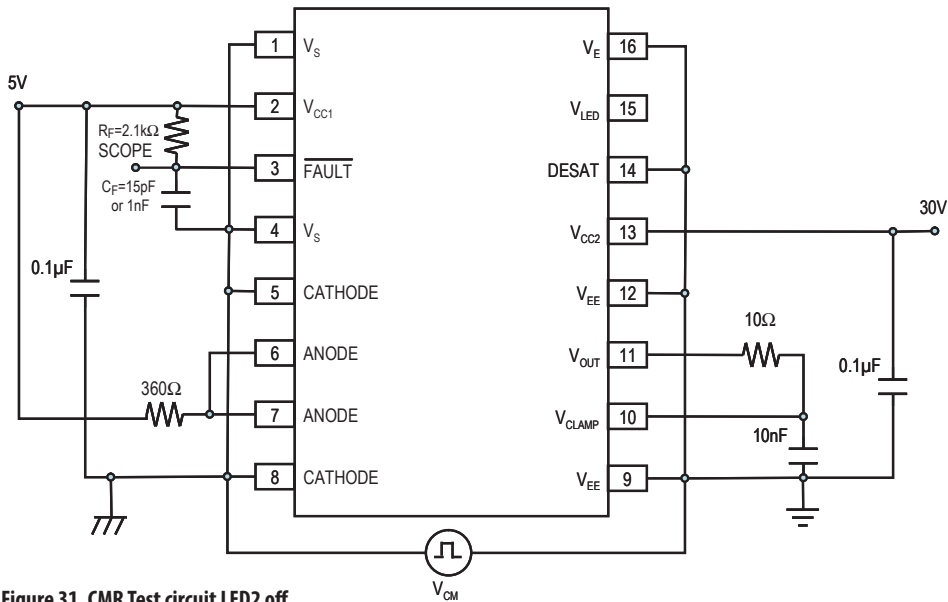 1 V_S
2 V_CC1
3 FAULT
4 V_S
5 CATHODE
6 ANODE
7 ANODE
8 CATHODE
V_E 16
V_LED 15
DESAT 14
V_CC2 13
V_EE 12
V_OUT 11
V_CLAMP 10
V_EE 9
5V
R_F=2.1kΩ
SCOPE
C_F=15pF
or 1nF
0.1µF
360Ω
30V
10Ω
0.1µF
10nF
V_CM
Figure 31. CMR Test circuit LED2 off